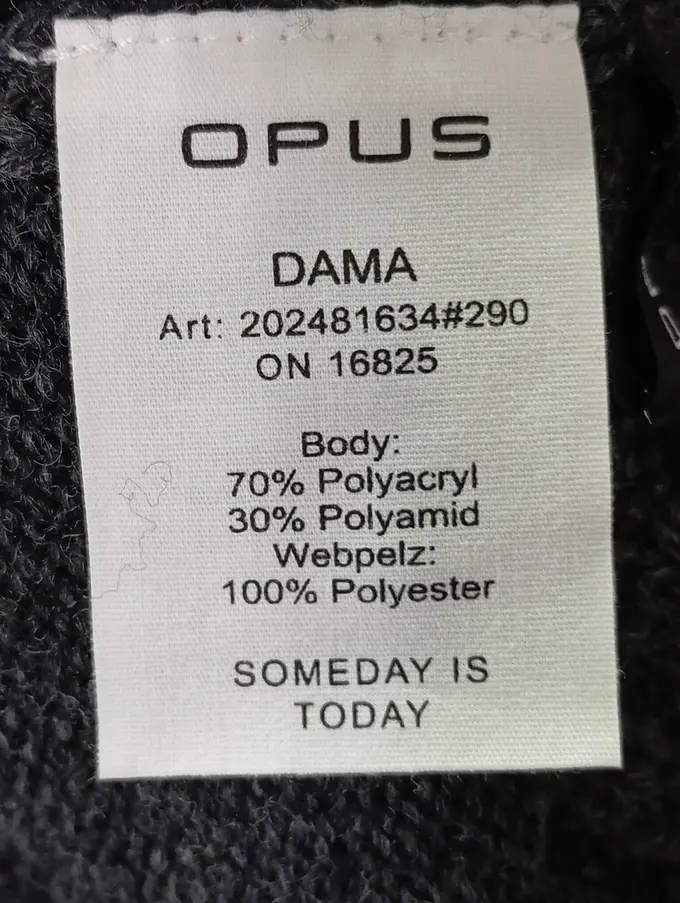 OPUS
DAMA
Art: 202481634#290
ON 16825
Body:
70% Polyacryl
30% Polyamid
Webpelz:
100% Polyester
SOMEDAY IS
TODAY